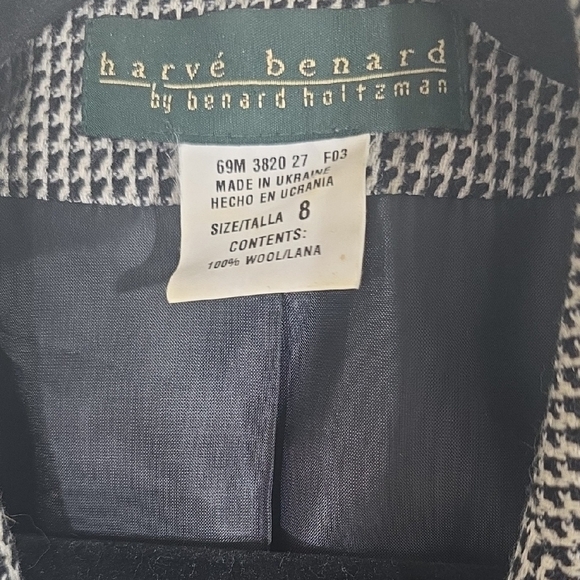 harvé benard
by benard holtzman
69M 3820 27 F03
MADE IN UKRAINE
HECHO EN UCRANIA
SIZE/TALLA 8
CONTENTS:
100% WOOL/LANA